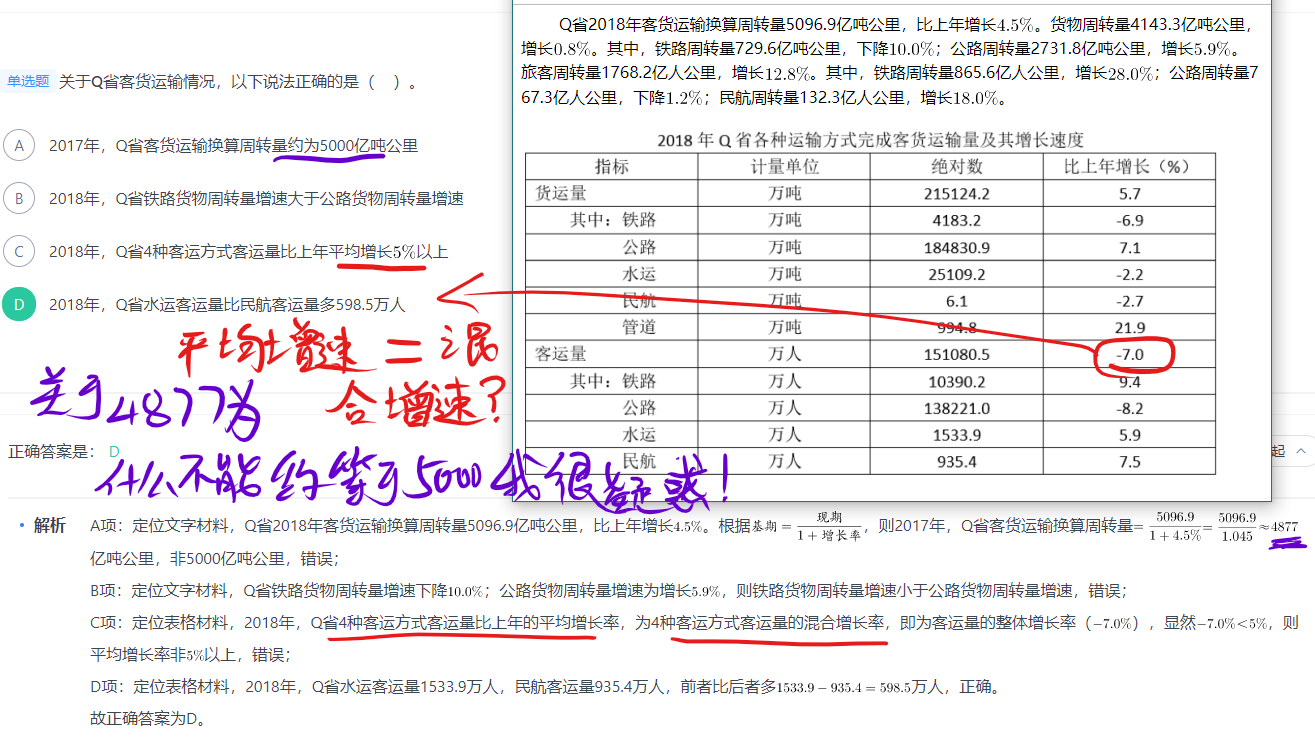 单选题 关于Q省客货运输情况，以下说法正确的是（ ）。
A 2017年，Q省客货运输换算周转量约为5000亿吨公里
B 2018年，Q省铁路货物周转量增速大于公路货物周转量增速
C 2018年，Q省4种客运方式客运量比上年平均增长5%以上
D 2018年，Q省水运客运量比民航客运量多598.5万人
平均增速＝混
合增速？
关于4877为
什么不能约等于5000我很疑惑！
Q省2018年客货运输换算周转量5096.9亿吨公里，比上年增长4.5%。货物周转量4143.3亿吨公里，
增长0.8%。其中，铁路周转量729.6亿吨公里，下降10.0%；公路周转量2731.8亿吨公里，增长5.9%。
旅客周转量1768.2亿人公里，增长12.8%。其中，铁路周转量865.6亿人公里，增长28.0%；公路周转量7
67.3亿人公里，下降1.2%；民航周转量132.3亿人公里，增长18.0%。
2018 年 Q 省各种运输方式完成客货运输量及其增长速度
指标 计量单位 绝对数 比上年增长（%）
货运量 万吨 215124.2 5.7
其中：铁路 万吨 4183.2 -6.9
公路 万吨 184830.9 7.1
水运 万吨 25109.2 -2.2
民航 万吨 6.1 -2.7
管道 万吨 994.8 21.9
客运量 万人 151080.5 -7.0
其中：铁路 万人 10390.2 9.4
公路 万人 138221.0 -8.2
水运 万人 1533.9 5.9
民航 万人 935.4 7.5
正确答案是： D
起
解析 A项：定位文字材料，Q省2018年客货运输换算周转量5096.9亿吨公里，比上年增长4.5%。根据基期=现期/(1+增长率)，则2017年，Q省客货运输换算周转量=5096.9/(1+4.5%)=5096.9/1.045≈4877
亿吨公里，非5000亿吨公里，错误；
B项：定位文字材料，Q省铁路货物周转量增速下降10.0%；公路货物周转量增速为增长5.9%，则铁路货物周转量增速小于公路货物周转量增速，错误；
C项：定位表格材料，2018年，Q省4种客运方式客运量比上年的平均增长率，为4种客运方式客运量的混合增长率，即为客运量的整体增长率（-7.0%），显然-7.0%<5%，则
平均增长率非5%以上，错误；
D项：定位表格材料，2018年，Q省水运客运量1533.9万人，民航客运量935.4万人，前者比后者多1533.9-935.4=598.5万人，正确。
故正确答案为D。